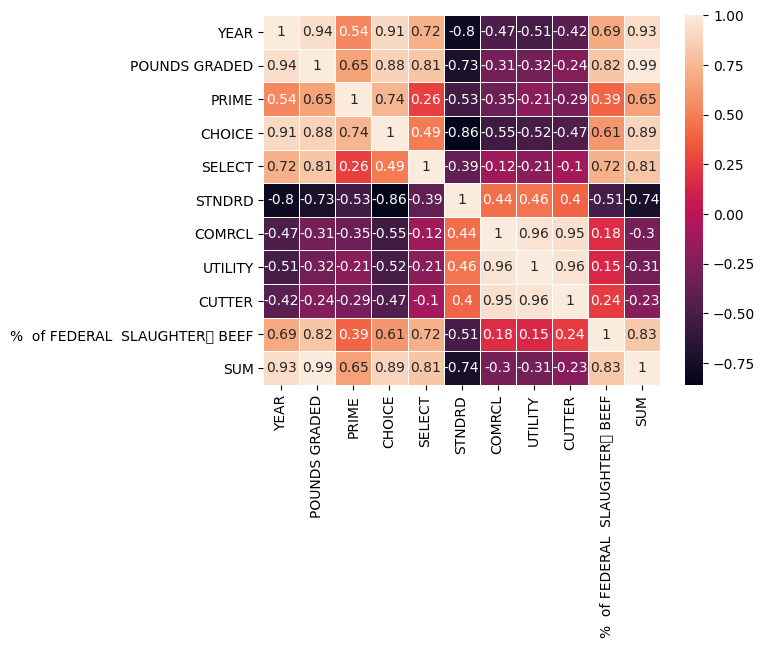 YEAR 1 0.94 0.54 0.91 0.72 -0.8 -0.47 -0.51 -0.42 0.69 0.93
POUNDS GRADED 0.94 1 0.65 0.88 0.81 -0.73 -0.31 -0.32 -0.24 0.82 0.99
PRIME 0.54 0.65 1 0.74 0.26 -0.53 -0.35 -0.21 -0.29 0.39 0.65
CHOICE 0.91 0.88 0.74 1 0.49 -0.86 -0.55 -0.52 -0.47 0.61 0.89
SELECT 0.72 0.81 0.26 0.49 1 -0.39 -0.12 -0.21 -0.1 0.72 0.81
STNDRD -0.8 -0.73 -0.53 -0.86 -0.39 1 0.44 0.46 0.4 -0.51 -0.74
COMRCL -0.47 -0.31 -0.35 -0.55 -0.12 0.44 1 0.96 0.95 0.18 -0.3
UTILITY -0.51 -0.32 -0.21 -0.52 -0.21 0.46 0.96 1 0.96 0.15 -0.31
CUTTER -0.42 -0.24 -0.29 -0.47 -0.1 0.4 0.95 0.96 1 0.24 -0.23
%  of FEDERAL  SLAUGHTER▯ BEEF 0.69 0.82 0.39 0.61 0.72 -0.51 0.18 0.15 0.24 1 0.83
SUM 0.93 0.99 0.65 0.89 0.81 -0.74 -0.3 -0.31 -0.23 0.83 1
YEAR
POUNDS GRADED
PRIME
CHOICE
SELECT
STNDRD
COMRCL
UTILITY
CUTTER
%  of FEDERAL  SLAUGHTER▯ BEEF
SUM
1.00
0.75
0.50
0.25
0.00
-0.25
-0.50
-0.75